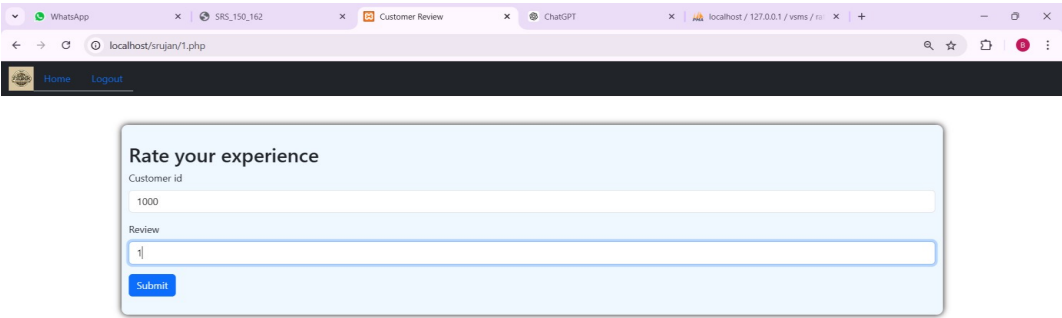 WhatsApp
SRS_150_162
Customer Review
ChatGPT
localhost / 127.0.0.1 / vsms / ra
localhost/srujan/1.php
B
Home Logout
Rate your experience
Customer id
1000
Review
1
Submit